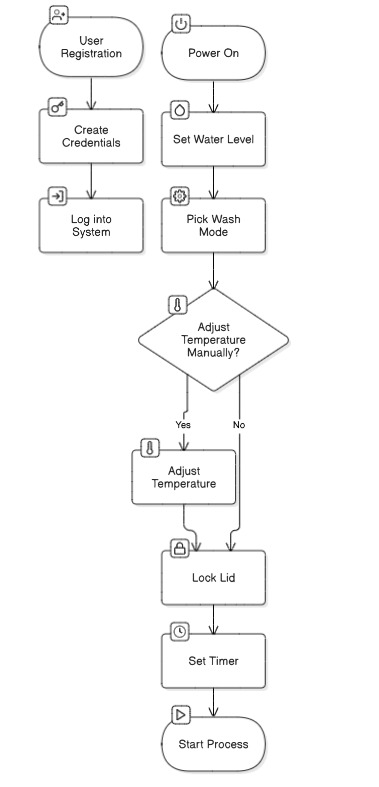 User
Registration
Create
Credentials
Log into
System
Power On
Set Water Level
Pick Wash
Mode
Adjust
Temperature
Manually?
Yes
No
Adjust
Temperature
Lock Lid
Set Timer
Start Process